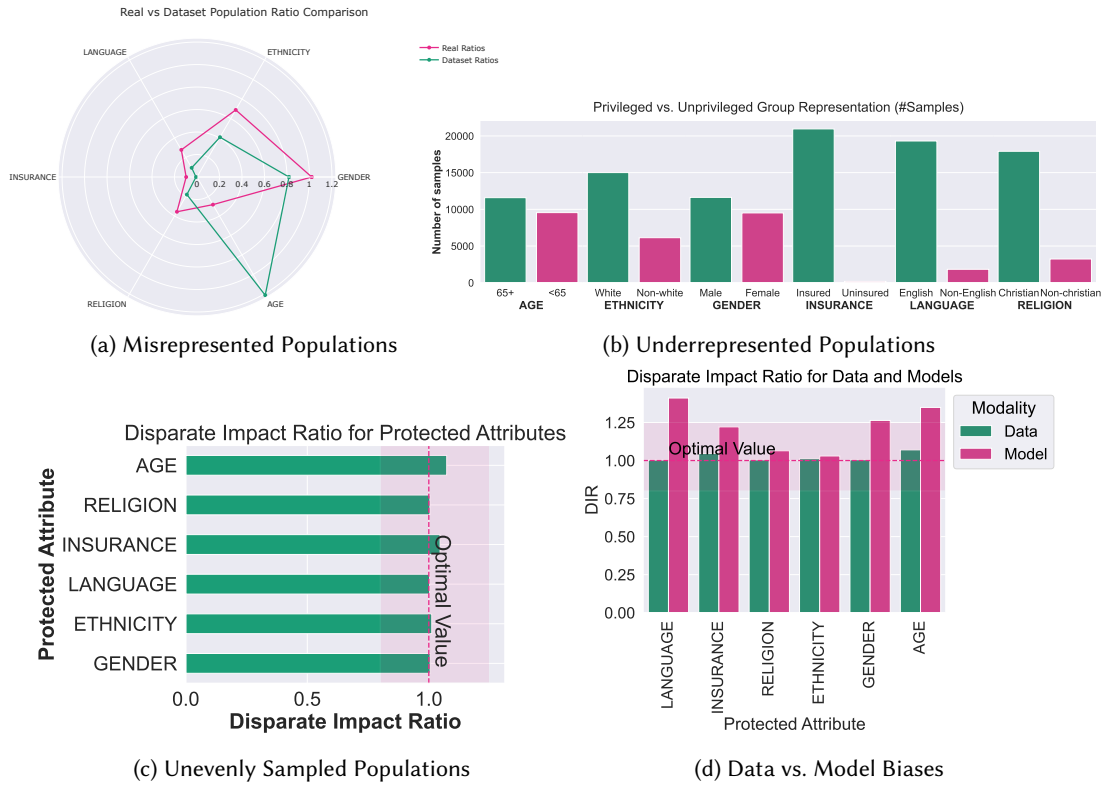 Real vs Dataset Population Ratio Comparison
LANGUAGE
ETHNICITY
Real Ratios
Dataset Ratios
INSURANCE
0 0.2 0.4 0.6 0.8 1 1.2
GENDER
RELIGION
AGE
(a) Misrepresented Populations
Privileged vs. Unprivileged Group Representation (#Samples)
Number of samples
20000
15000
10000
5000
0
65+ <65 White Non-white Male Female Insured Uninsured English Non-English Christian Non-christian
AGE ETHNICITY GENDER INSURANCE LANGUAGE RELIGION
(b) Underrepresented Populations
Disparate Impact Ratio for Protected Attributes
Protected Attribute
AGE
RELIGION
INSURANCE
LANGUAGE
ETHNICITY
GENDER
Optimal Value
0.0 0.5 1.0
Disparate Impact Ratio
(c) Unevenly Sampled Populations
Disparate Impact Ratio for Data and Models
Modality
Data
Model
DIR
1.25
1.00
0.75
0.50
0.25
0.00
Optimal Value
LANGUAGE
INSURANCE
RELIGION
ETHNICITY
GENDER
AGE
Protected Attribute
(d) Data vs. Model Biases